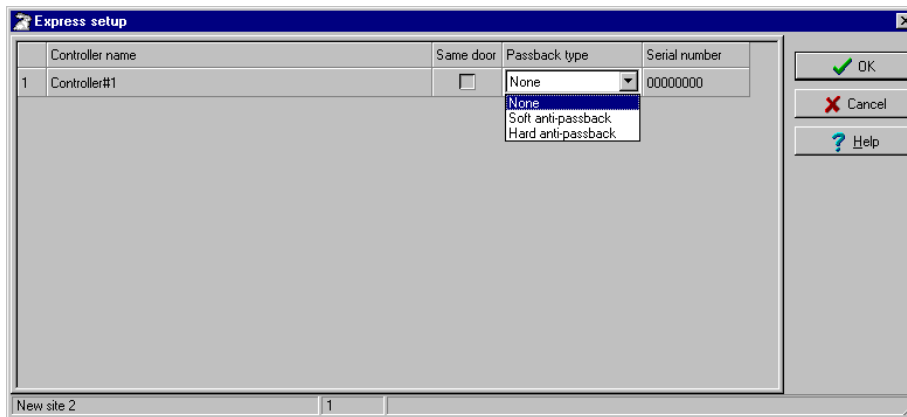 Express setup
Controller name Same door Passback type Serial number
1 Controller#1 None 00000000
None
Soft anti-passback
Hard anti-passback
OK
Cancel
Help
New site 2 1